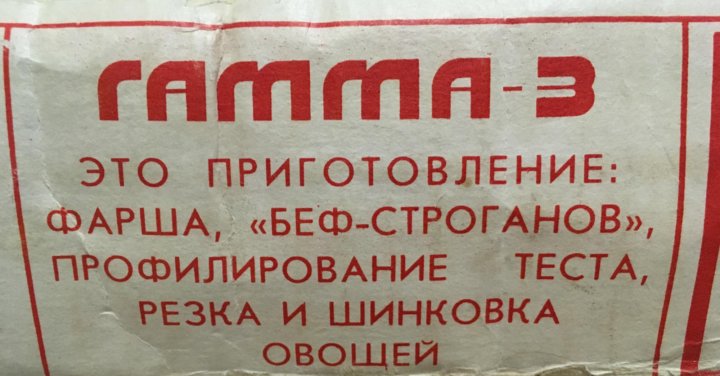 ГАММА-3
ЭТО ПРИГОТОВЛЕНИЕ:
ФАРША, «БЕФ-СТРОГАНОВ»,
ПРОФИЛИРОВАНИЕ ТЕСТА,
РЕЗКА И ШИНКОВКА
ОВОЩЕЙ